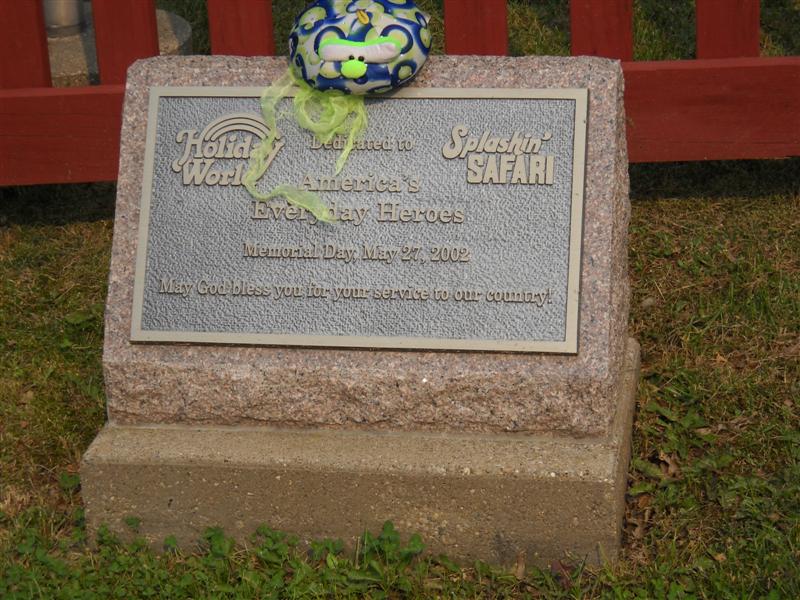 Holiday World
Splashin' SAFARI
Dedicated to
America's
Everyday Heroes
Memorial Day, May 27, 2002
May God bless you for your service to our country!